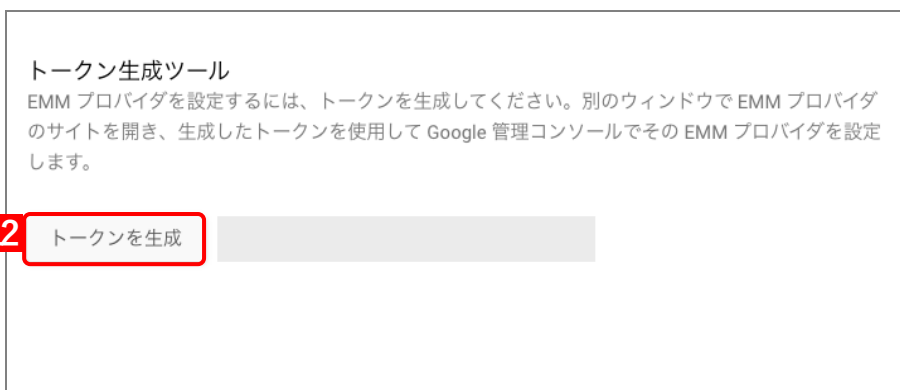 トークン生成ツール
EMM プロバイダを設定するには、トークンを生成してください。別のウィンドウで EMM プロバイダ
のサイトを開き、生成したトークンを使用して Google 管理コンソールでその EMM プロバイダを設定
します。
2 トークンを生成